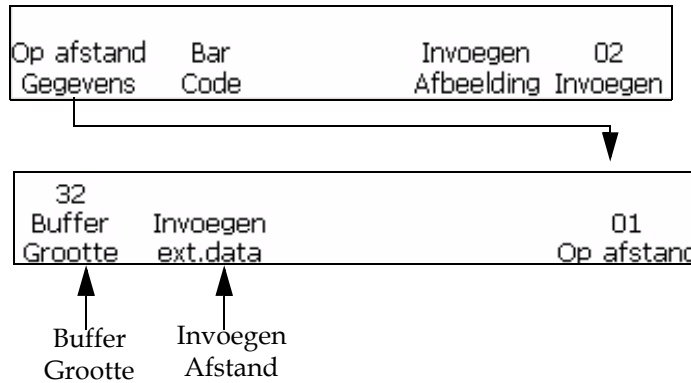 Op afstand Bar Invoegen 02
Gegevens Code Afbeelding Invoegen
32
Buffer Invoegen 01
Grootte ext.data Op afstand
Buffer Invoegen
Grootte Afstand